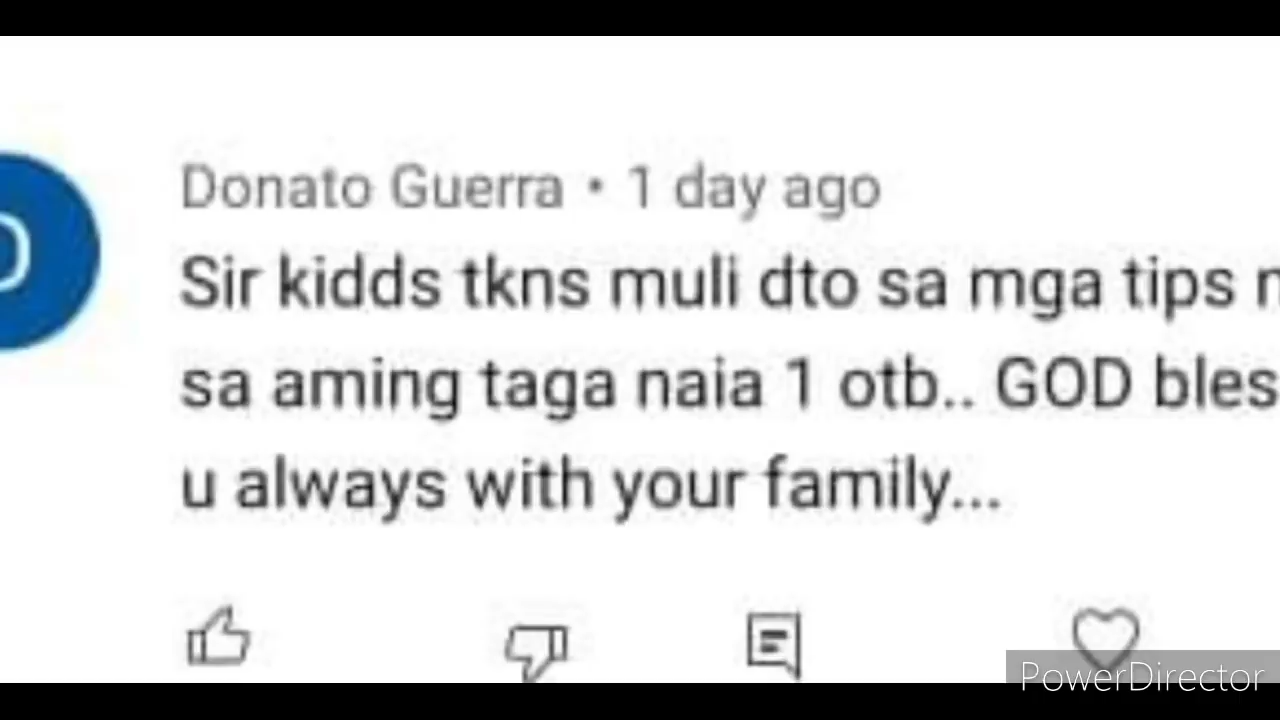 Donato Guerra • 1 day ago
Sir kidds tkns muli dto sa mga tips
sa aming taga naia 1 otb.. GOD
u always with your family...
PowerDirector